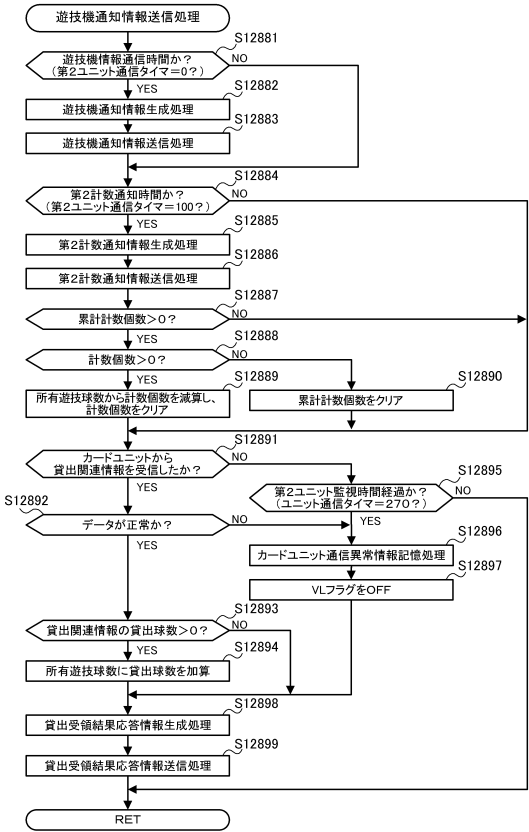 遊技機通知情報送信処理
S12881
遊技機情報通信時間か？
（第２ユニット通信タイマ＝０？）
NO
YES
S12882
遊技機通知情報生成処理
S12883
遊技機通知情報送信処理
S12884
第２計数通知時間か？
（第２ユニット通信タイマ＝100？）
NO
YES
S12885
第２計数通知情報生成処理
S12886
第２計数通知情報送信処理
S12887
累計計数個数＞０？
NO
YES
S12888
計数個数＞０？
NO
YES
S12889
所有遊技球数から計数個数を減算し、
計数個数をクリア
S12890
累計計数個数をクリア
S12891
カードユニットから
貸出関連情報を受信したか？
NO
YES
S12895
第２ユニット監視時間経過か？
（ユニット通信タイマ＝２７０？）
NO
YES
S12892
データが正常か？
NO
YES
S12896
カードユニット通信異常情報記憶処理
S12897
VLフラグをOFF
S12893
貸出関連情報の貸出球数＞０？
NO
YES
S12894
所有遊技球数に貸出球数を加算
S12898
貸出受領結果応答情報生成処理
S12899
貸出受領結果応答情報送信処理
RET